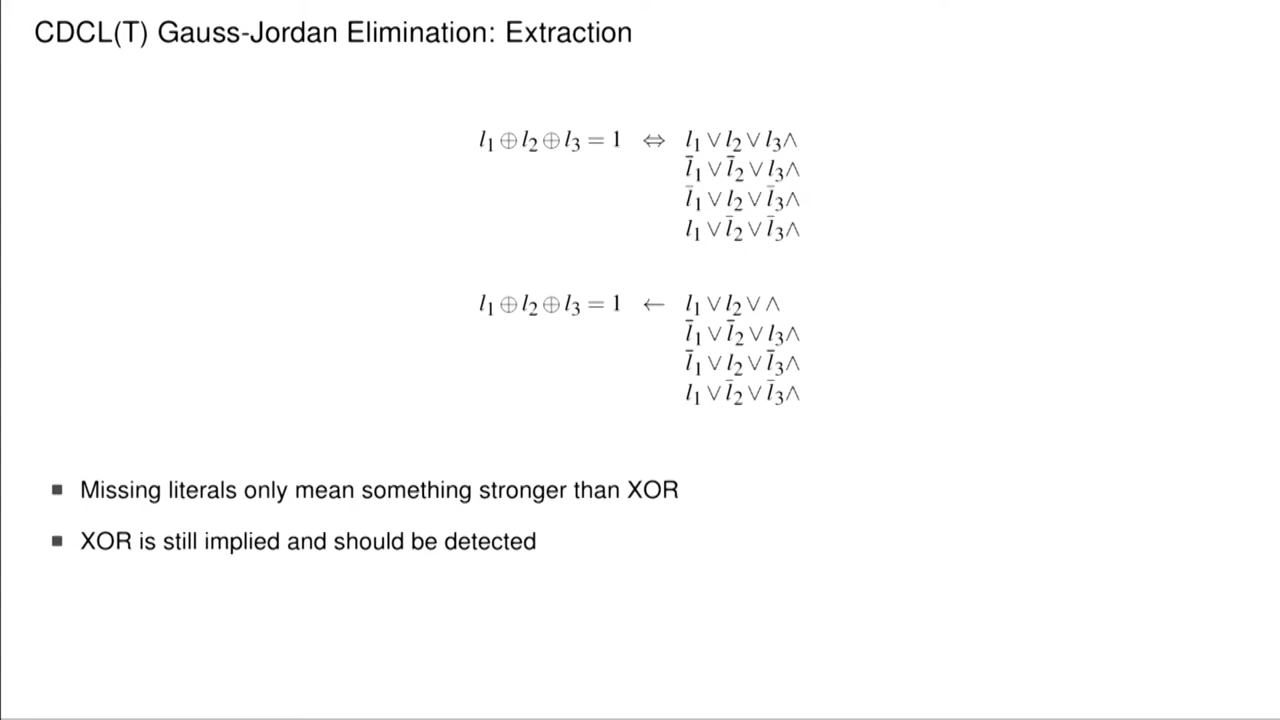 CDCL(T) Gauss-Jordan Elimination: Extraction
l₁ ⊕ l₂ ⊕ l₃ = 1 ⇔ l₁ ∨ l₂ ∨ l₃ ∧
l̄₁ ∨ l̄₂ ∨ l₃ ∧
l̄₁ ∨ l₂ ∨ l̄₃ ∧
l₁ ∨ l̄₂ ∨ l̄₃ ∧
l₁ ⊕ l₂ ⊕ l₃ = 1 ← l₁ ∨ l₂ ∨ ∧
l̄₁ ∨ l̄₂ ∨ l₃ ∧
l̄₁ ∨ l₂ ∨ l̄₃ ∧
l₁ ∨ l̄₂ ∨ l̄₃ ∧
■ Missing literals only mean something stronger than XOR
■ XOR is still implied and should be detected